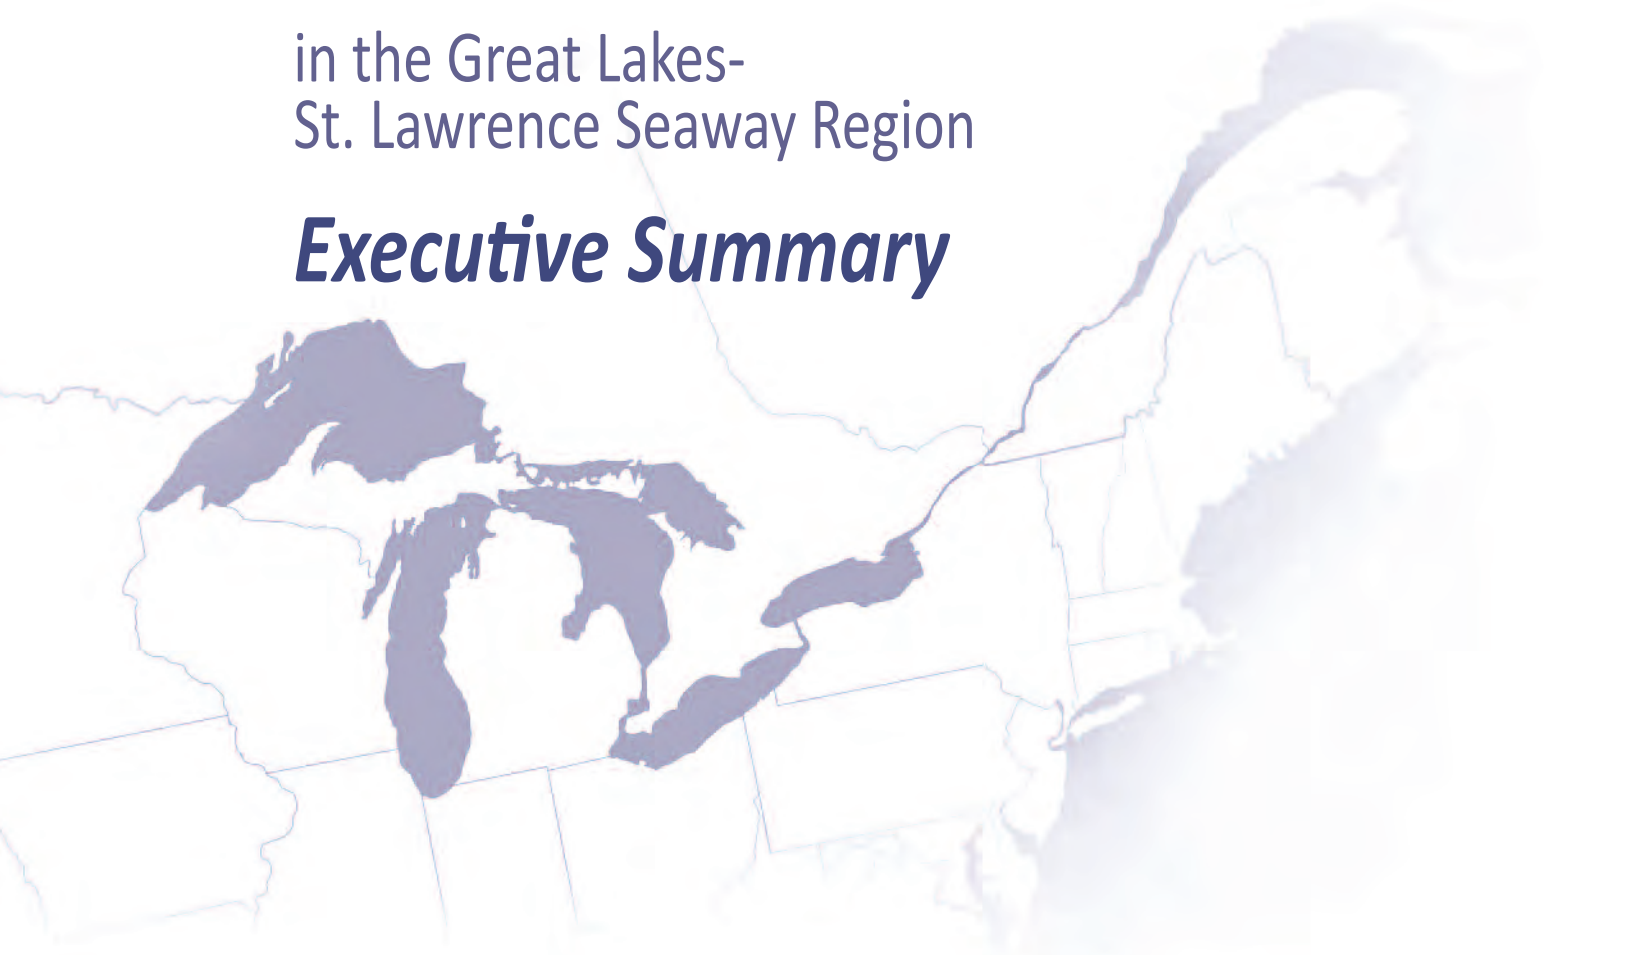 in the Great Lakes-
St. Lawrence Seaway Region
Executive Summary